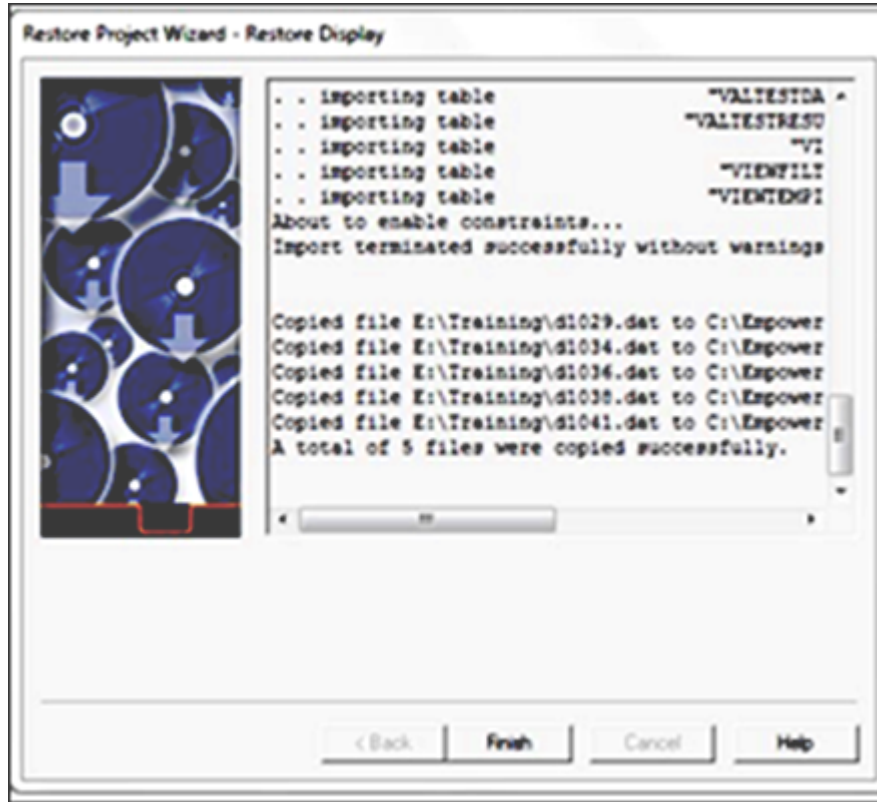 Restore Project Wizard - Restore Display
. . importing table "VALTESTDA
. . importing table "VALTESTRESU
. . importing table "VI
. . importing table "VIEWFILT
. . importing table "VIEWTEMPI
About to enable constraints...
Import terminated successfully without warnings
Copied file E:\Training\d1029.dat to C:\Empower
Copied file E:\Training\d1034.dat to C:\Empower
Copied file E:\Training\d1036.dat to C:\Empower
Copied file E:\Training\d1038.dat to C:\Empower
Copied file E:\Training\d1041.dat to C:\Empower
A total of 5 files were copied successfully.
< Back Finish Cancel Help